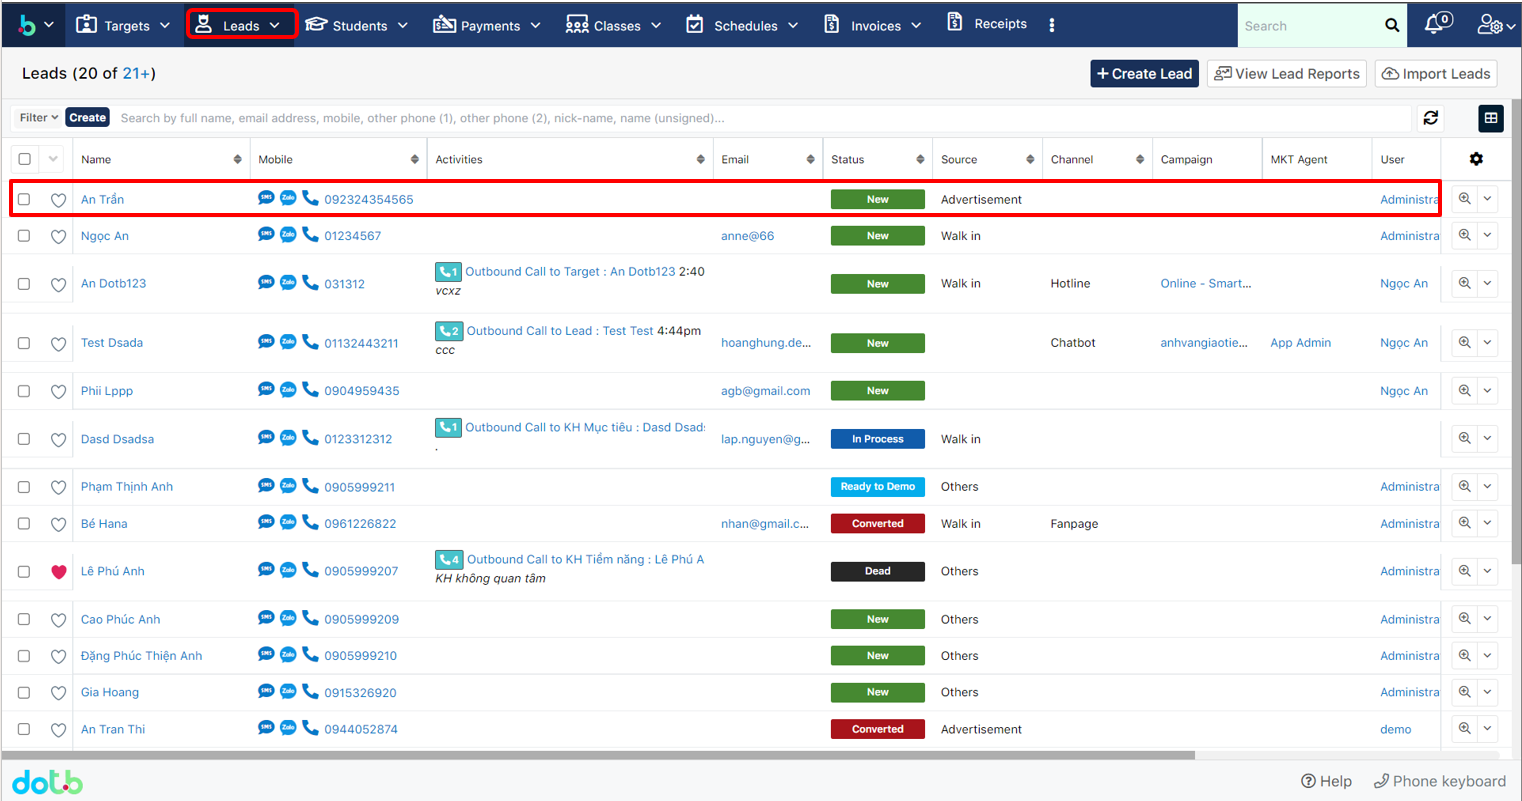 b Targets Leads Students Payments Classes Schedules Invoices Receipts Search 0
Leads (20 of 21+) Create Lead View Lead Reports Import Leads
Filter Create Search by full name, email address, mobile, other phone (1), other phone (2), nick-name, name (unsigned)...
Name Mobile Activities Email Status Source Channel Campaign MKT Agent User
An Trần SMS Zalo 092324354565 New Advertisement Administra
Ngọc An SMS Zalo 01234567 anne@66 New Walk in Administra
An Dotb123 SMS Zalo 031312 1 Outbound Call to Target : An Dotb123 2:40 New Walk in Hotline Online - Smart... Ngọc An
vcxz
Test Dsada SMS Zalo 01132443211 2 Outbound Call to Lead : Test Test 4:44pm hoanghung.de... New Chatbot anhvangiaotie... App Admin Ngọc An
ccc
Phii Lppp SMS Zalo 0904959435 agb@gmail.com New Ngọc An
Dasd Dsadsa SMS Zalo 0123312312 1 Outbound Call to KH Mục tiêu : Dasd Dsads lap.nguyen@g... In Process Walk in
.
Phạm Thịnh Anh SMS Zalo 0905999211 Ready to Demo Others Administra
Bé Hana SMS Zalo 0961226822 nhan@gmail.c... Converted Walk in Fanpage Administra
Lê Phú Anh SMS Zalo 0905999207 4 Outbound Call to KH Tiềm năng : Lê Phú A Dead Others Administra
KH không quan tâm
Cao Phúc Anh SMS Zalo 0905999209 New Others Administra
Đặng Phúc Thiện Anh SMS Zalo 0905999210 New Others Administra
Gia Hoang SMS Zalo 0915326920 New Others Administra
An Tran Thi SMS Zalo 0944052874 Converted Advertisement demo
dotb Help Phone keyboard